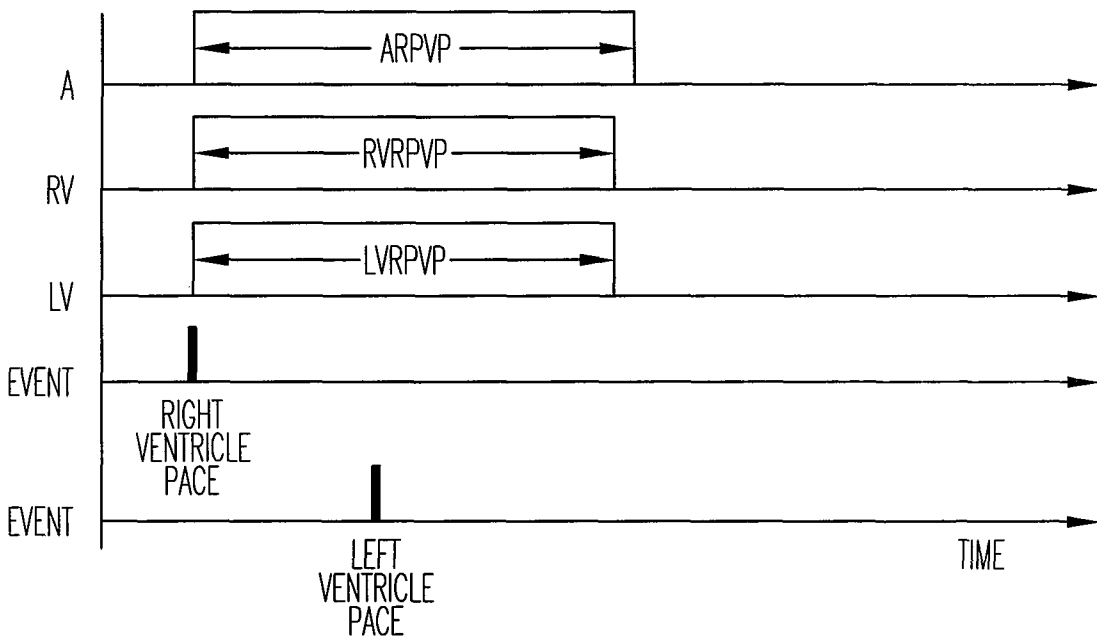 ARPVP
A
RVRPVP
RV
LVRPVP
LV
EVENT
RIGHT
VENTRICLE
PACE
EVENT
LEFT
VENTRICLE
PACE
TIME